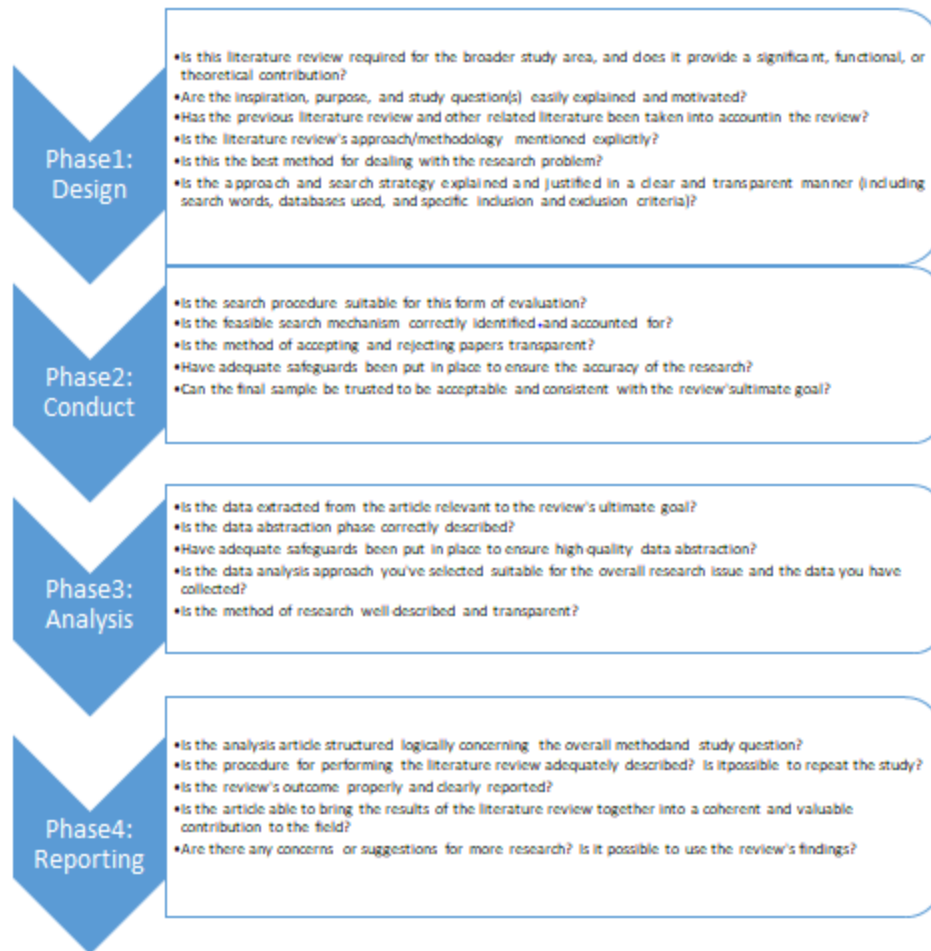 Phase1:
Design
•Is this literature review required for the broader study area, and does it provide a significant, functional, or
theoretical contribution?
•Are the inspiration, purpose, and study question(s) easily explained and motivated?
•Has the previous literature review and other related literature been taken into accountin the review?
•Is the literature review's approach/methodology mentioned explicitly?
•Is this the best method for dealing with the research problem?
•Is the approach and search strategy explained and justified in a clear and transparent manner (including
search words, databases used, and specific inclusion and exclusion criteria)?
Phase2:
Conduct
•Is the search procedure suitable for this form of evaluation?
•Is the feasible search mechanism correctly identified and accounted for?
•Is the method of accepting and rejecting papers transparent?
•Have adequate safeguards been put in place to ensure the accuracy of the research?
•Can the final sample be trusted to be acceptable and consistent with the review'sultimate goal?
Phase3:
Analysis
•Is the data extracted from the article relevant to the review's ultimate goal?
•Is the data abstraction phase correctly described?
•Have adequate safeguards been put in place to ensure high-quality data abstraction?
•Is the data analysis approach you've selected suitable for the overall research issue and the data you have
collected?
•Is the method of research well described and transparent?
Phase4:
Reporting
•Is the analysis article structured logically concerning the overall methodand study question?
•Is the procedure for performing the literature review adequately described? Is itpossible to repeat the study?
•Is the review's outcome properly and clearly reported?
•Is the article able to bring the results of the literature review together into a coherent and valuable
contribution to the field?
•Are there any concerns or suggestions for more research? Is it possible to use the review's findings?